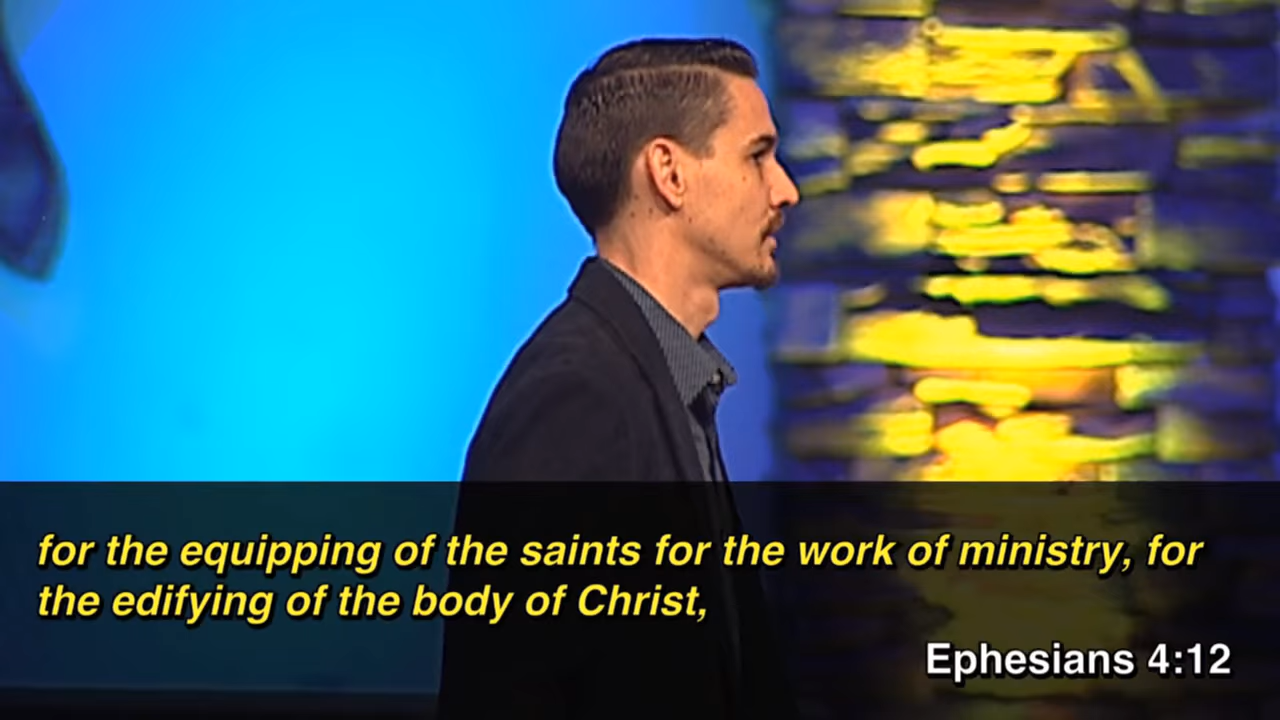 for the equipping of the saints for the work of ministry, for
the edifying of the body of Christ,
Ephesians 4:12